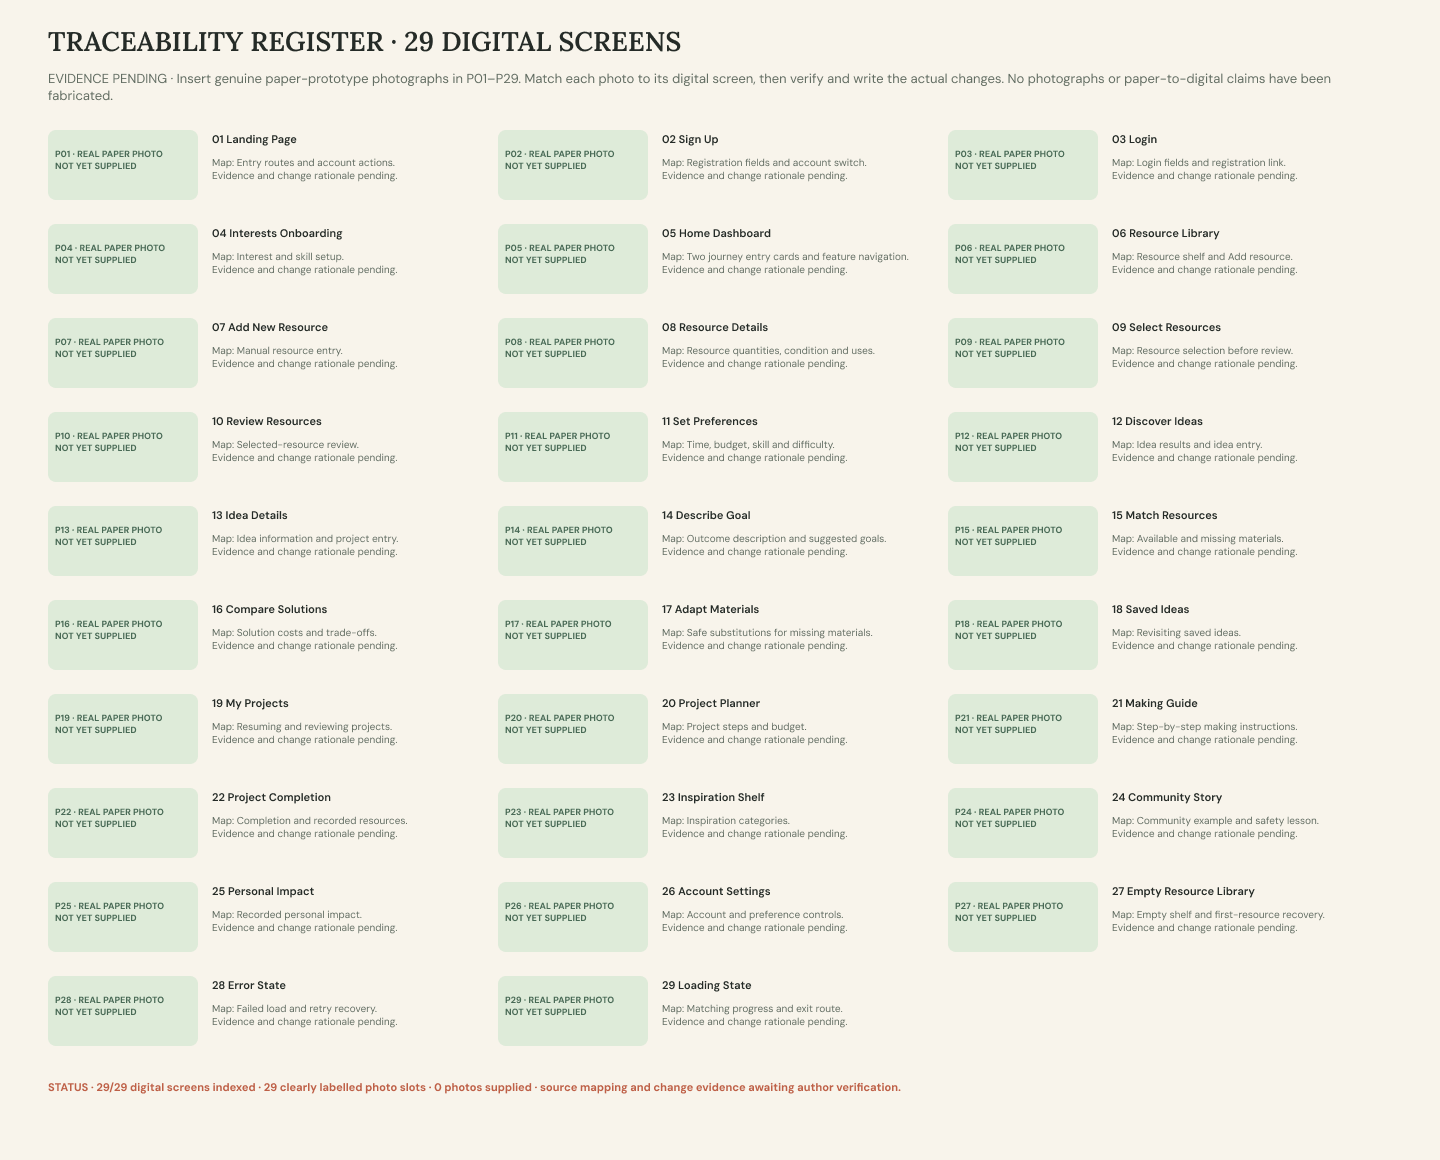 TRACEABILITY REGISTER · 29 DIGITAL SCREENS
EVIDENCE PENDING · Insert genuine paper-prototype photographs in P01–P29. Match each photo to its digital screen, then verify and write the actual changes. No photographs or paper-to-digital claims have been
fabricated.
P01 · REAL PAPER PHOTO
NOT YET SUPPLIED
01 Landing Page
Map: Entry routes and account actions.
Evidence and change rationale pending.
P02 · REAL PAPER PHOTO
NOT YET SUPPLIED
02 Sign Up
Map: Registration fields and account switch.
Evidence and change rationale pending.
P03 · REAL PAPER PHOTO
NOT YET SUPPLIED
03 Login
Map: Login fields and registration link.
Evidence and change rationale pending.
P04 · REAL PAPER PHOTO
NOT YET SUPPLIED
04 Interests Onboarding
Map: Interest and skill setup.
Evidence and change rationale pending.
P05 · REAL PAPER PHOTO
NOT YET SUPPLIED
05 Home Dashboard
Map: Two journey entry cards and feature navigation.
Evidence and change rationale pending.
P06 · REAL PAPER PHOTO
NOT YET SUPPLIED
06 Resource Library
Map: Resource shelf and Add resource.
Evidence and change rationale pending.
P07 · REAL PAPER PHOTO
NOT YET SUPPLIED
07 Add New Resource
Map: Manual resource entry.
Evidence and change rationale pending.
P08 · REAL PAPER PHOTO
NOT YET SUPPLIED
08 Resource Details
Map: Resource quantities, condition and uses.
Evidence and change rationale pending.
P09 · REAL PAPER PHOTO
NOT YET SUPPLIED
09 Select Resources
Map: Resource selection before review.
Evidence and change rationale pending.
P10 · REAL PAPER PHOTO
NOT YET SUPPLIED
10 Review Resources
Map: Selected-resource review.
Evidence and change rationale pending.
P11 · REAL PAPER PHOTO
NOT YET SUPPLIED
11 Set Preferences
Map: Time, budget, skill and difficulty.
Evidence and change rationale pending.
P12 · REAL PAPER PHOTO
NOT YET SUPPLIED
12 Discover Ideas
Map: Idea results and idea entry.
Evidence and change rationale pending.
P13 · REAL PAPER PHOTO
NOT YET SUPPLIED
13 Idea Details
Map: Idea information and project entry.
Evidence and change rationale pending.
P14 · REAL PAPER PHOTO
NOT YET SUPPLIED
14 Describe Goal
Map: Outcome description and suggested goals.
Evidence and change rationale pending.
P15 · REAL PAPER PHOTO
NOT YET SUPPLIED
15 Match Resources
Map: Available and missing materials.
Evidence and change rationale pending.
P16 · REAL PAPER PHOTO
NOT YET SUPPLIED
16 Compare Solutions
Map: Solution costs and trade-offs.
Evidence and change rationale pending.
P17 · REAL PAPER PHOTO
NOT YET SUPPLIED
17 Adapt Materials
Map: Safe substitutions for missing materials.
Evidence and change rationale pending.
P18 · REAL PAPER PHOTO
NOT YET SUPPLIED
18 Saved Ideas
Map: Revisiting saved ideas.
Evidence and change rationale pending.
P19 · REAL PAPER PHOTO
NOT YET SUPPLIED
19 My Projects
Map: Resuming and reviewing projects.
Evidence and change rationale pending.
P20 · REAL PAPER PHOTO
NOT YET SUPPLIED
20 Project Planner
Map: Project steps and budget.
Evidence and change rationale pending.
P21 · REAL PAPER PHOTO
NOT YET SUPPLIED
21 Making Guide
Map: Step-by-step making instructions.
Evidence and change rationale pending.
P22 · REAL PAPER PHOTO
NOT YET SUPPLIED
22 Project Completion
Map: Completion and recorded resources.
Evidence and change rationale pending.
P23 · REAL PAPER PHOTO
NOT YET SUPPLIED
23 Inspiration Shelf
Map: Inspiration categories.
Evidence and change rationale pending.
P24 · REAL PAPER PHOTO
NOT YET SUPPLIED
24 Community Story
Map: Community example and safety lesson.
Evidence and change rationale pending.
P25 · REAL PAPER PHOTO
NOT YET SUPPLIED
25 Personal Impact
Map: Recorded personal impact.
Evidence and change rationale pending.
P26 · REAL PAPER PHOTO
NOT YET SUPPLIED
26 Account Settings
Map: Account and preference controls.
Evidence and change rationale pending.
P27 · REAL PAPER PHOTO
NOT YET SUPPLIED
27 Empty Resource Library
Map: Empty shelf and first-resource recovery.
Evidence and change rationale pending.
P28 · REAL PAPER PHOTO
NOT YET SUPPLIED
28 Error State
Map: Failed load and retry recovery.
Evidence and change rationale pending.
P29 · REAL PAPER PHOTO
NOT YET SUPPLIED
29 Loading State
Map: Matching progress and exit route.
Evidence and change rationale pending.
STATUS · 29/29 digital screens indexed · 29 clearly labelled photo slots · 0 photos supplied · source mapping and change evidence awaiting author verification.